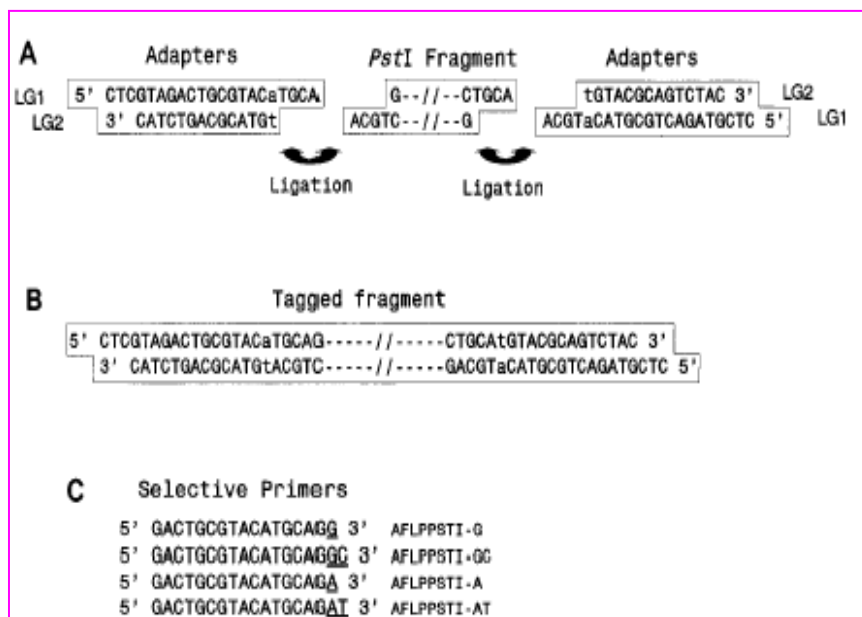 A Adapters PstI Fragment Adapters
LG1 5' CTCGTAGACTGCGTACaTGCA G--//--CTGCA tGTACGCAGTCTAC 3' LG2
LG2 3' CATCTGACGCATGt ACGTC--//--G ACGTaCATGCGTCAGATGCTC 5' LG1
Ligation Ligation
B Tagged fragment
5' CTCGTAGACTGCGTACaTGCAG-----//-----CTGCAtGTACGCAGTCTAC 3'
3' CATCTGACGCATGtACGTC-----//-----GACGTaCATGCGTCAGATGCTC 5'
C Selective Primers
5' GACTGCGTACATGCAGG 3' AFLPPSTI-G
5' GACTGCGTACATGCAGGC 3' AFLPPSTI-GC
5' GACTGCGTACATGCAGA 3' AFLPPSTI-A
5' GACTGCGTACATGCAGAT 3' AFLPPSTI-AT